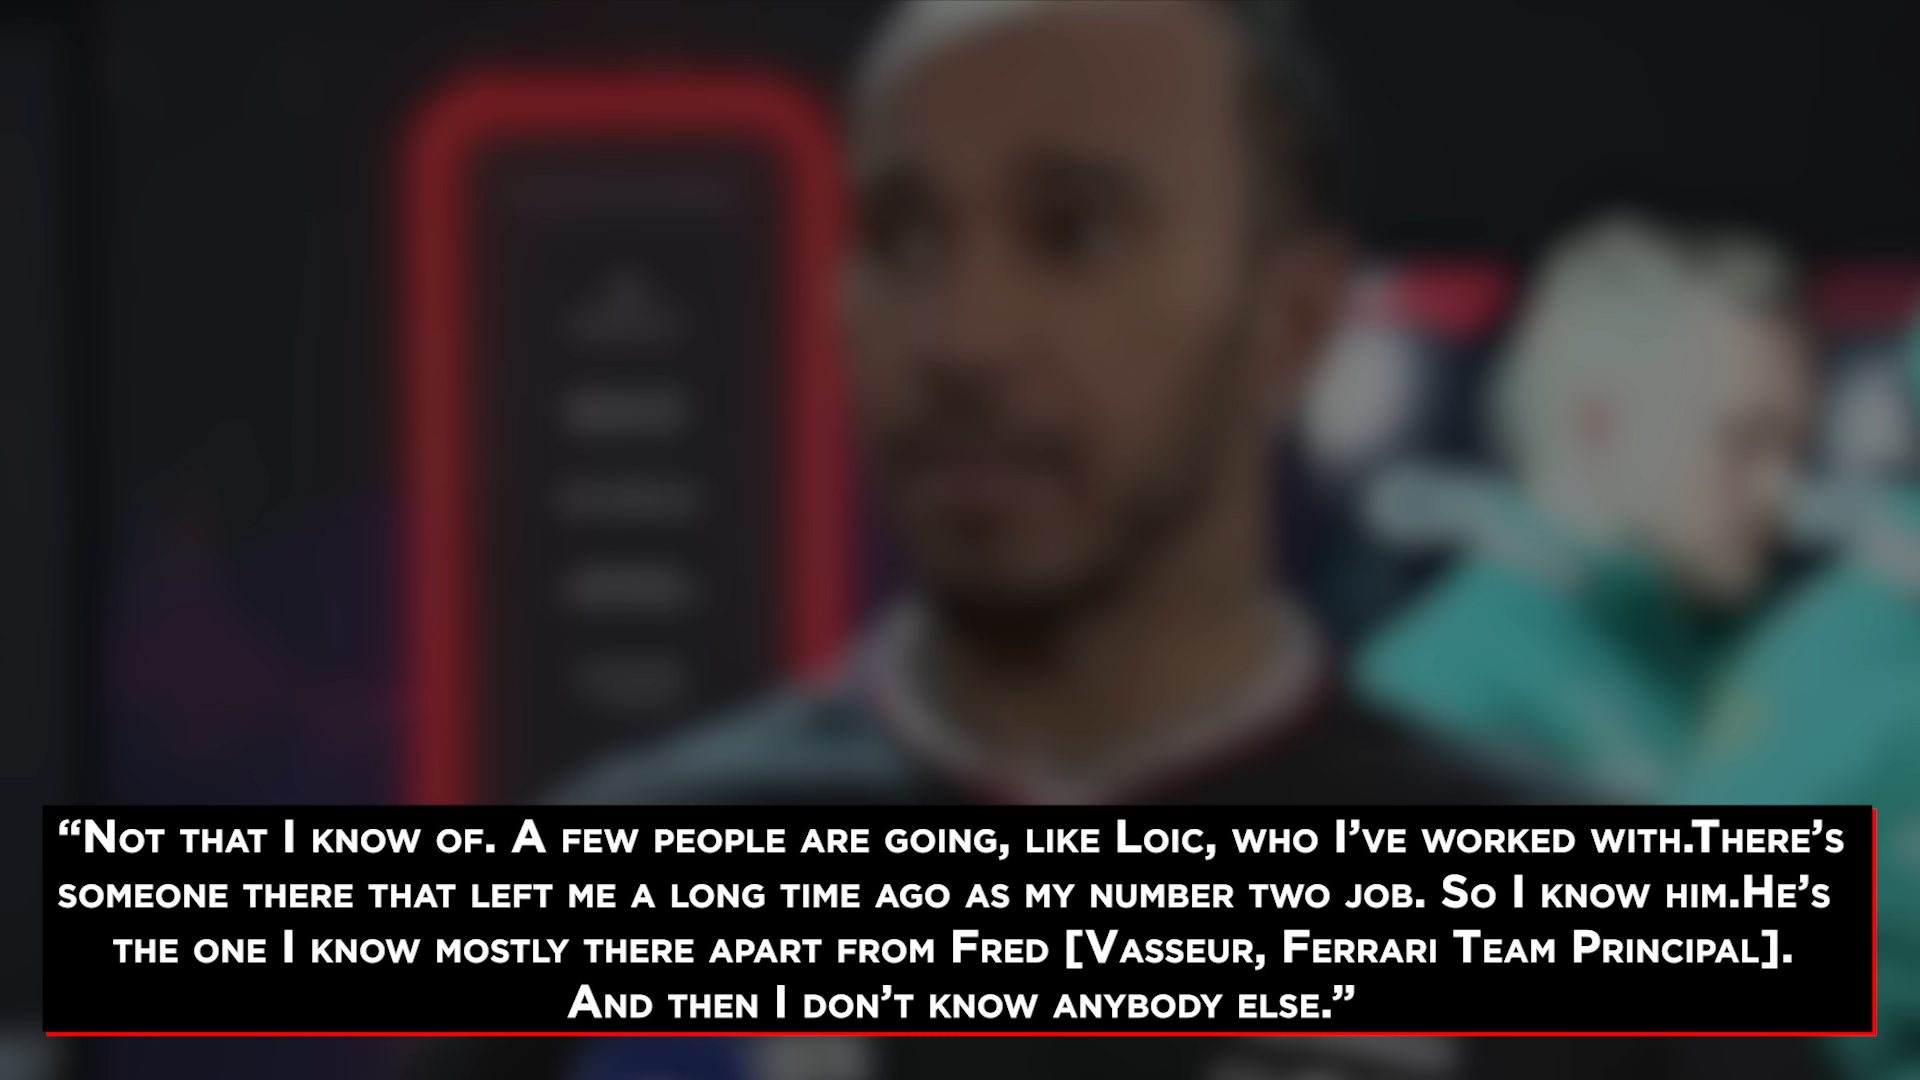 “Not that I know of. A few people are going, like Loic, who I’ve worked with.There’s
someone there that left me a long time ago as my number two job. So I know him.He’s
the one I know mostly there apart from Fred [Vasseur, Ferrari Team Principal].
And then I don’t know anybody else.”